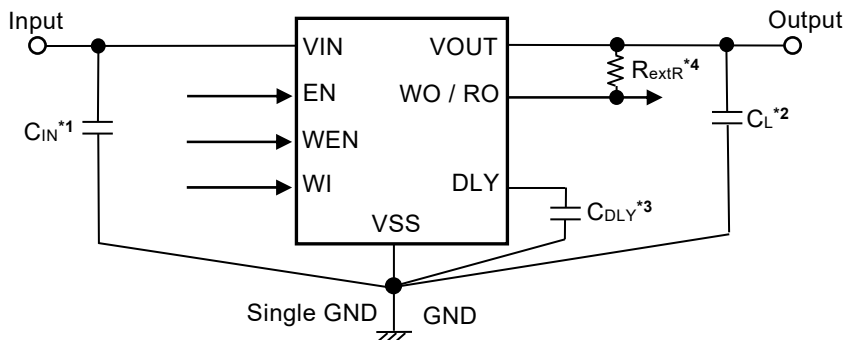 Input
Output
VIN
VOUT
RextR*4
EN
WO / RO
CIN*1
CL*2
WEN
WI
DLY
CDLY*3
VSS
Single GND
GND